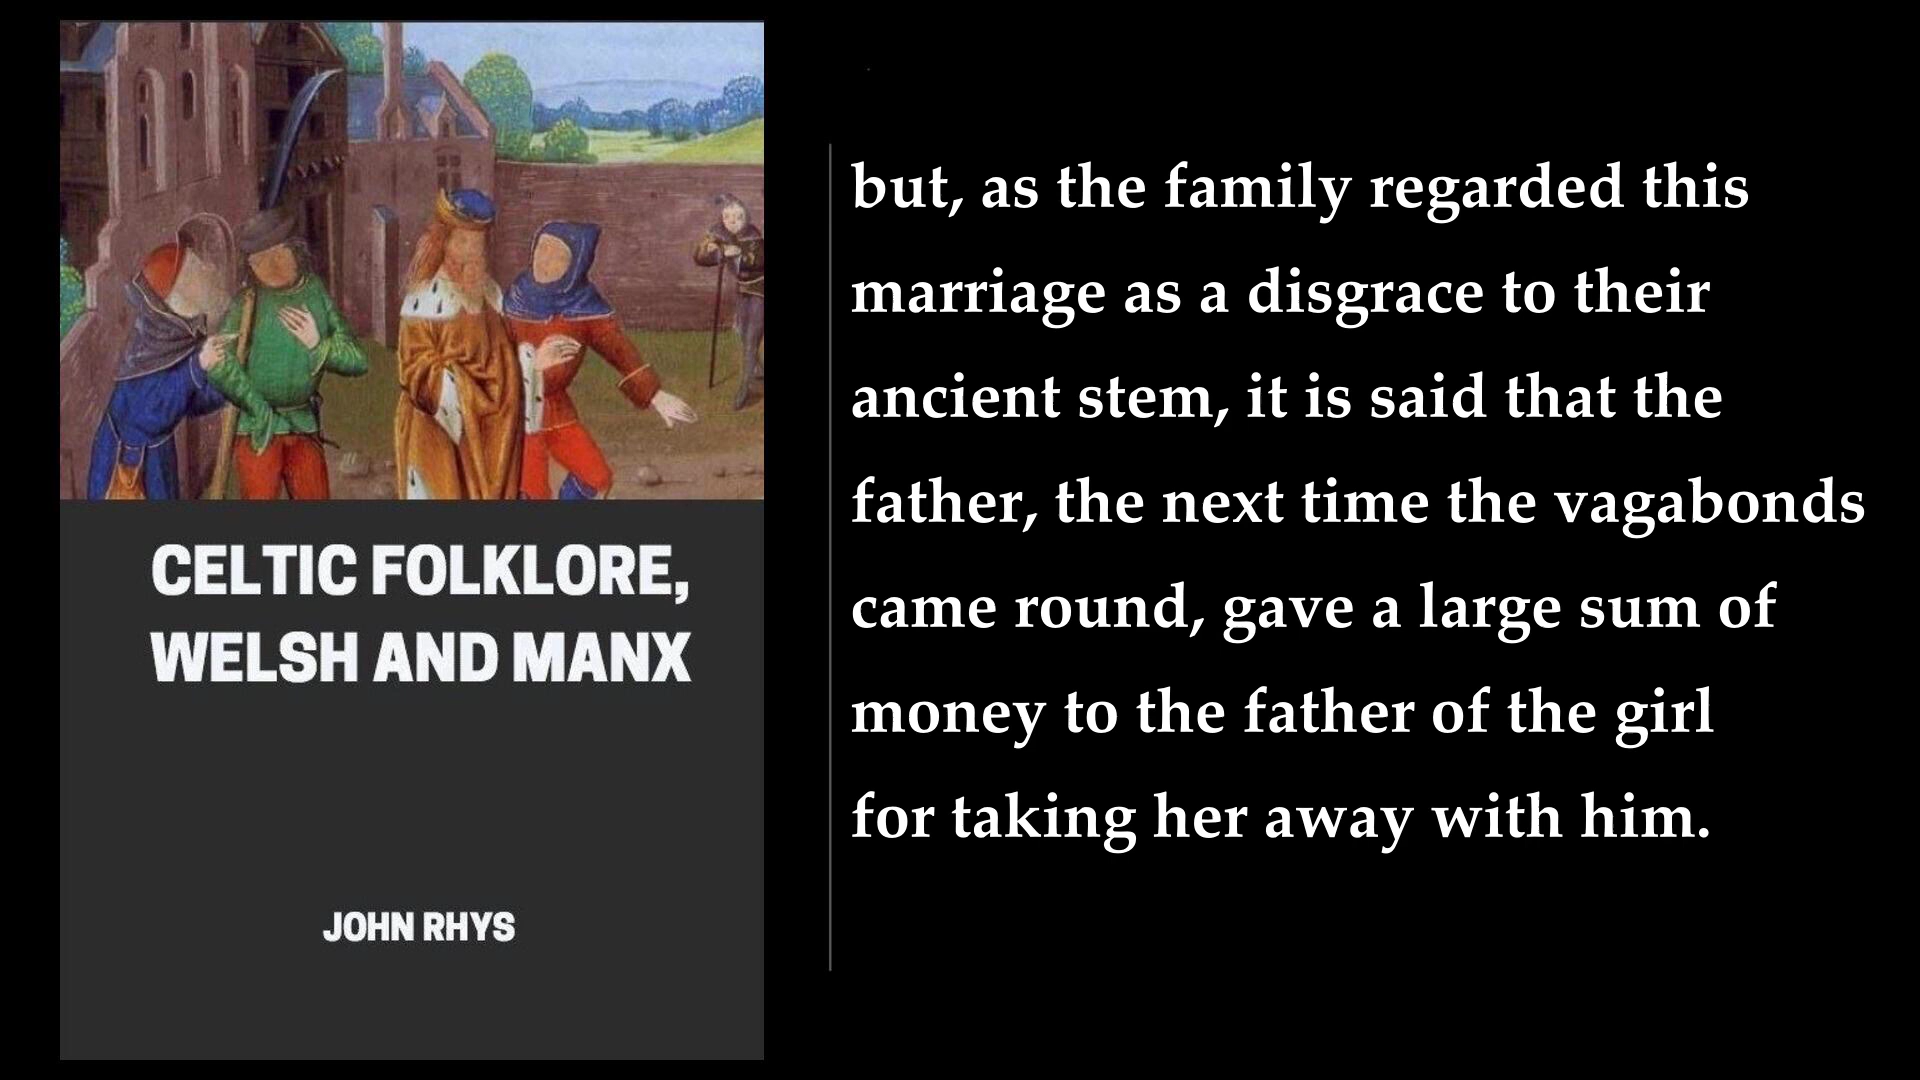 CELTIC FOLKLORE,
WELSH AND MANX
JOHN RHYS
but, as the family regarded this
marriage as a disgrace to their
ancient stem, it is said that the
father, the next time the vagabonds
came round, gave a large sum of
money to the father of the girl
for taking her away with him.